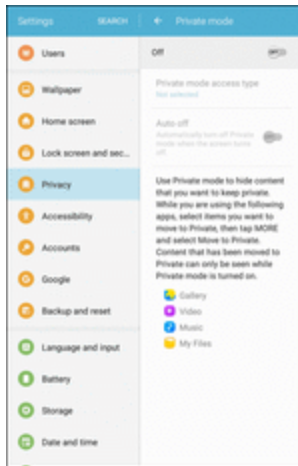 Settings
SEARCH
Private mode
Users
Wallpaper
Home screen
Lock screen and sec...
Privacy
Accessibility
Accounts
Google
Backup and reset
Language and input
Battery
Storage
Date and time
Off
OFF
Private mode access type
Not selected
Auto off
Automatically turn off Private
mode when the screen turns
off.
OFF
Use Private mode to hide content
that you want to keep private.
While you are using the following
apps, select items you want to
move to Private, then tap MORE
and select Move to Private.
Content that has been moved to
Private can only be seen while
Private mode is turned on.
Gallery
Video
Music
My Files